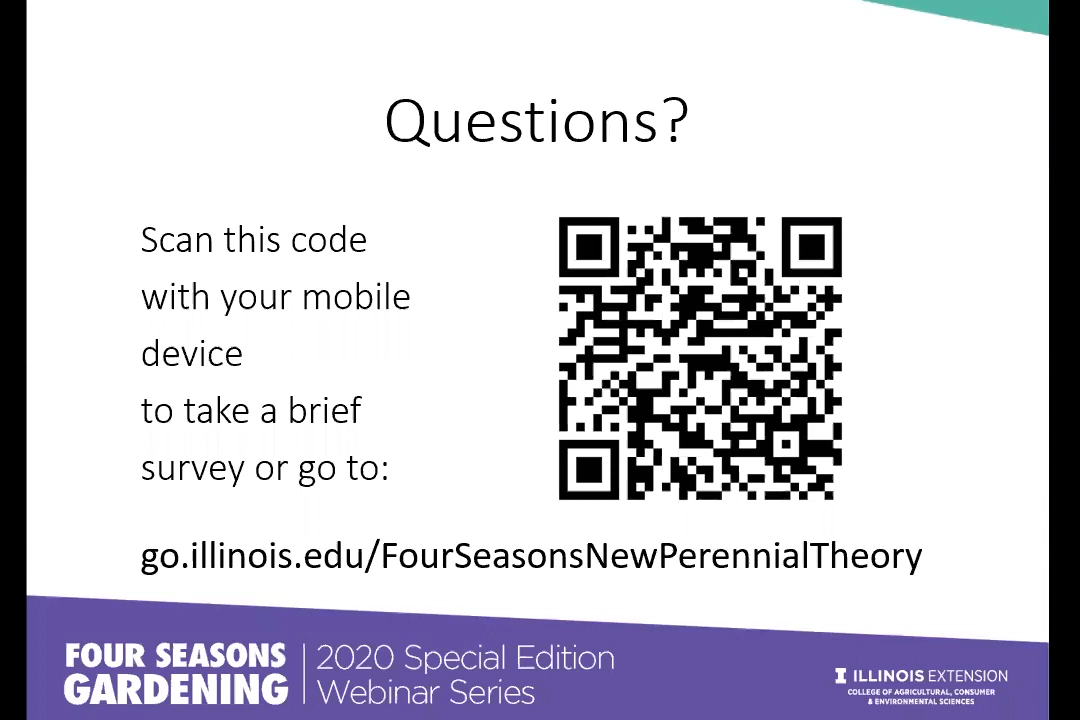 Questions?
Scan this code
with your mobile
device
to take a brief
survey or go to:
go.illinois.edu/FourSeasonsNewPerennialTheory
FOUR SEASONS
GARDENING
2020 Special Edition
Webinar Series
ILLINOIS EXTENSION
COLLEGE OF AGRICULTURAL, CONSUMER
& ENVIRONMENTAL SCIENCES